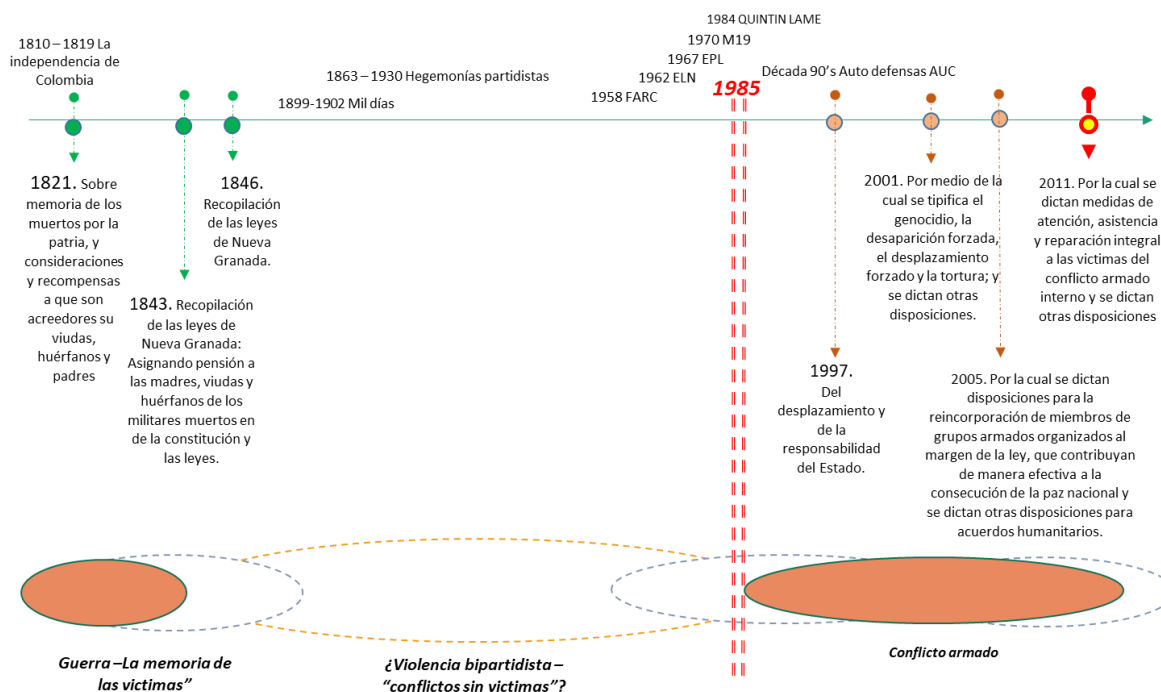 1810 – 1819 La
independencia de
Colombia
1863 – 1930 Hegemonías partidistas
1899-1902 Mil días
1984 QUINTIN LAME
1970 M19
1967 EPL
1962 ELN
1958 FARC
1985
Década 90's Auto defensas AUC
1821. Sobre
memoria de los
muertos por la
patria, y
consideraciones
y recompensas
a que son
acreedores su
viudas,
huérfanos y
padres
1843. Recopilación
de las leyes de
Nueva Granada:
Asignando pensión a
las madres, viudas y
huérfanos de los
militares muertos en
de la constitución y
las leyes.
1846.
Recopilación
de las leyes
de Nueva
Granada.
1997.
Del
desplazamiento y
de la
responsabilidad
del Estado.
2001. Por medio de la
cual se tipifica el
genocidio, la
desaparición forzada,
el desplazamiento
forzado y la tortura; y
se dictan otras
disposiciones.
2005. Por la cual se dictan
disposiciones para la
reincorporación de miembros de
grupos armados organizados al
margen de la ley, que contribuyan
de manera efectiva a la
consecución de la paz nacional y
se dictan otras disposiciones para
acuerdos humanitarios.
2011. Por la cual se
dictan medidas de
atención, asistencia
y reparación integral
a las victimas del
conflicto armado
interno y se dictan
otras disposiciones
Guerra –La memoria de
las victimas"
¿Violencia bipartidista –
"conflictos sin victimas"?
Conflicto armado